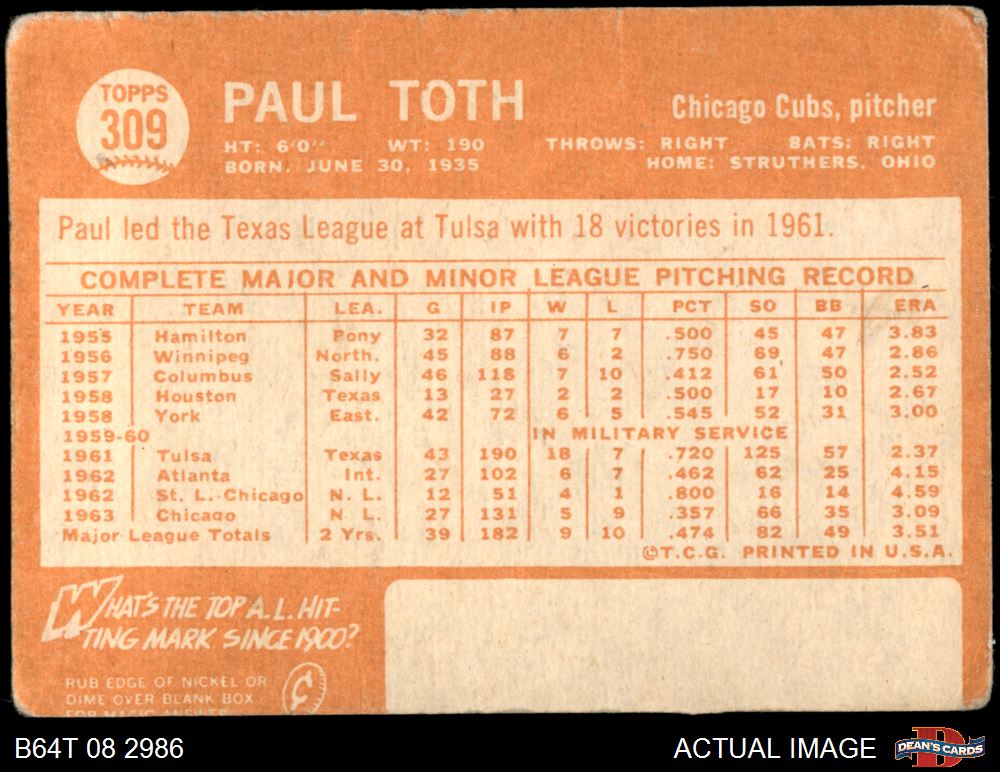 TOPPS
309
PAUL TOTH
Chicago Cubs, pitcher
HT: 6'0" WT: 190 THROWS: RIGHT BATS: RIGHT
BORN. JUNE 30, 1935 HOME: STRUTHERS, OHIO
Paul led the Texas League at Tulsa with 18 victories in 1961.
COMPLETE MAJOR AND MINOR LEAGUE PITCHING RECORD
YEAR TEAM LEA. G IP W L PCT SO BB ERA
1955 Hamilton Pony 32 87 7 7 .500 45 47 3.83
1956 Winnipeg North. 45 88 6 2 .750 69 47 2.86
1957 Columbus Sally 46 118 7 10 .412 61 50 2.52
1958 Houston Texas 13 27 2 2 .500 17 10 2.67
1958 York East. 42 72 6 5 .545 52 31 3.00
1959-60 IN MILITARY SERVICE
1961 Tulsa Texas 43 190 18 7 .720 125 57 2.37
1962 Atlanta Int. 27 102 6 7 .462 62 25 4.15
1962 St. L.-Chicago N. L. 12 51 4 1 .800 16 14 4.59
1963 Chicago N. L. 27 131 5 9 .357 66 35 3.09
Major League Totals 2 Yrs. 39 182 9 10 .474 82 49 3.51
©T.C.G. PRINTED IN U.S.A.
WHAT'S THE TOP A.L. HIT-
TING MARK SINCE 1900?
RUB EDGE OF NICKEL OR
DIME OVER BLANK BOX
FOR MAGIC ANSWER
B64T 08 2986
ACTUAL IMAGE
DEAN'S CARDS